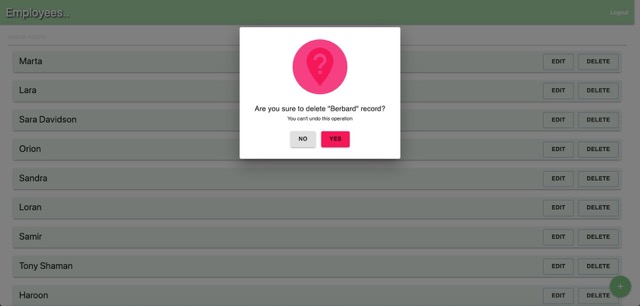 Employees..
Logout
Are you sure to delete "Berbard" record?
You can't undo this operation
NO YES
Marta EDIT DELETE
Lara EDIT DELETE
Sara Davidson EDIT DELETE
Orion EDIT DELETE
Sandra EDIT DELETE
Loran EDIT DELETE
Samir EDIT DELETE
Tony Shaman EDIT DELETE
Haroon EDIT DELETE